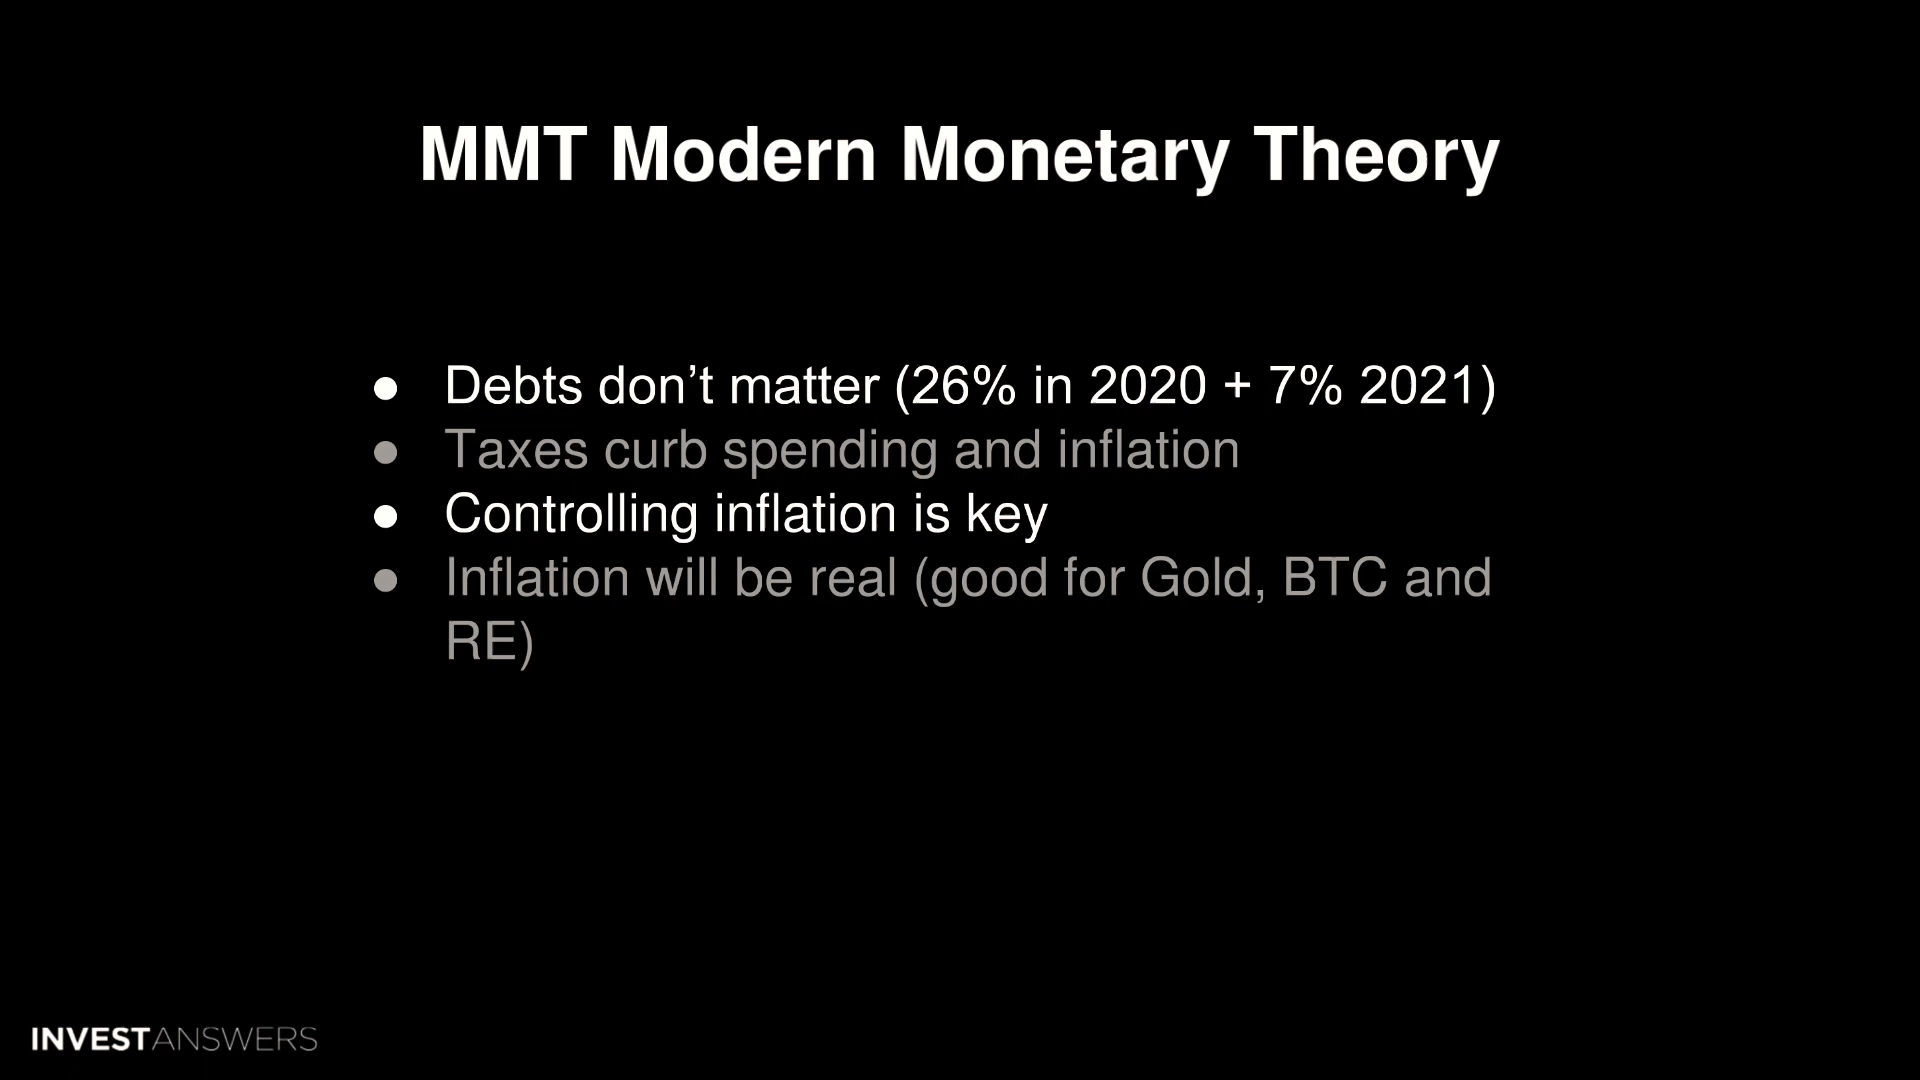 MMT Modern Monetary Theory
● Debts don’t matter (26% in 2020 + 7% 2021)
● Taxes curb spending and inflation
● Controlling inflation is key
● Inflation will be real (good for Gold, BTC and
RE)
INVESTANSWERS